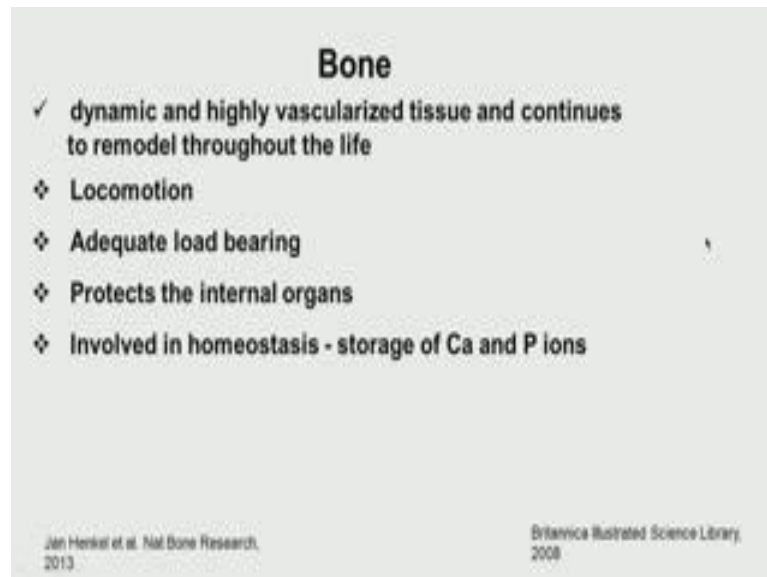 Bone
✓ dynamic and highly vascularized tissue and continues
to remodel throughout the life
❖ Locomotion
❖ Adequate load bearing
❖ Protects the internal organs
❖ Involved in homeostasis - storage of Ca and P ions
Jan Henkel et al. Nat Bone Research,
2013
Britannica Illustrated Science Library,
2008